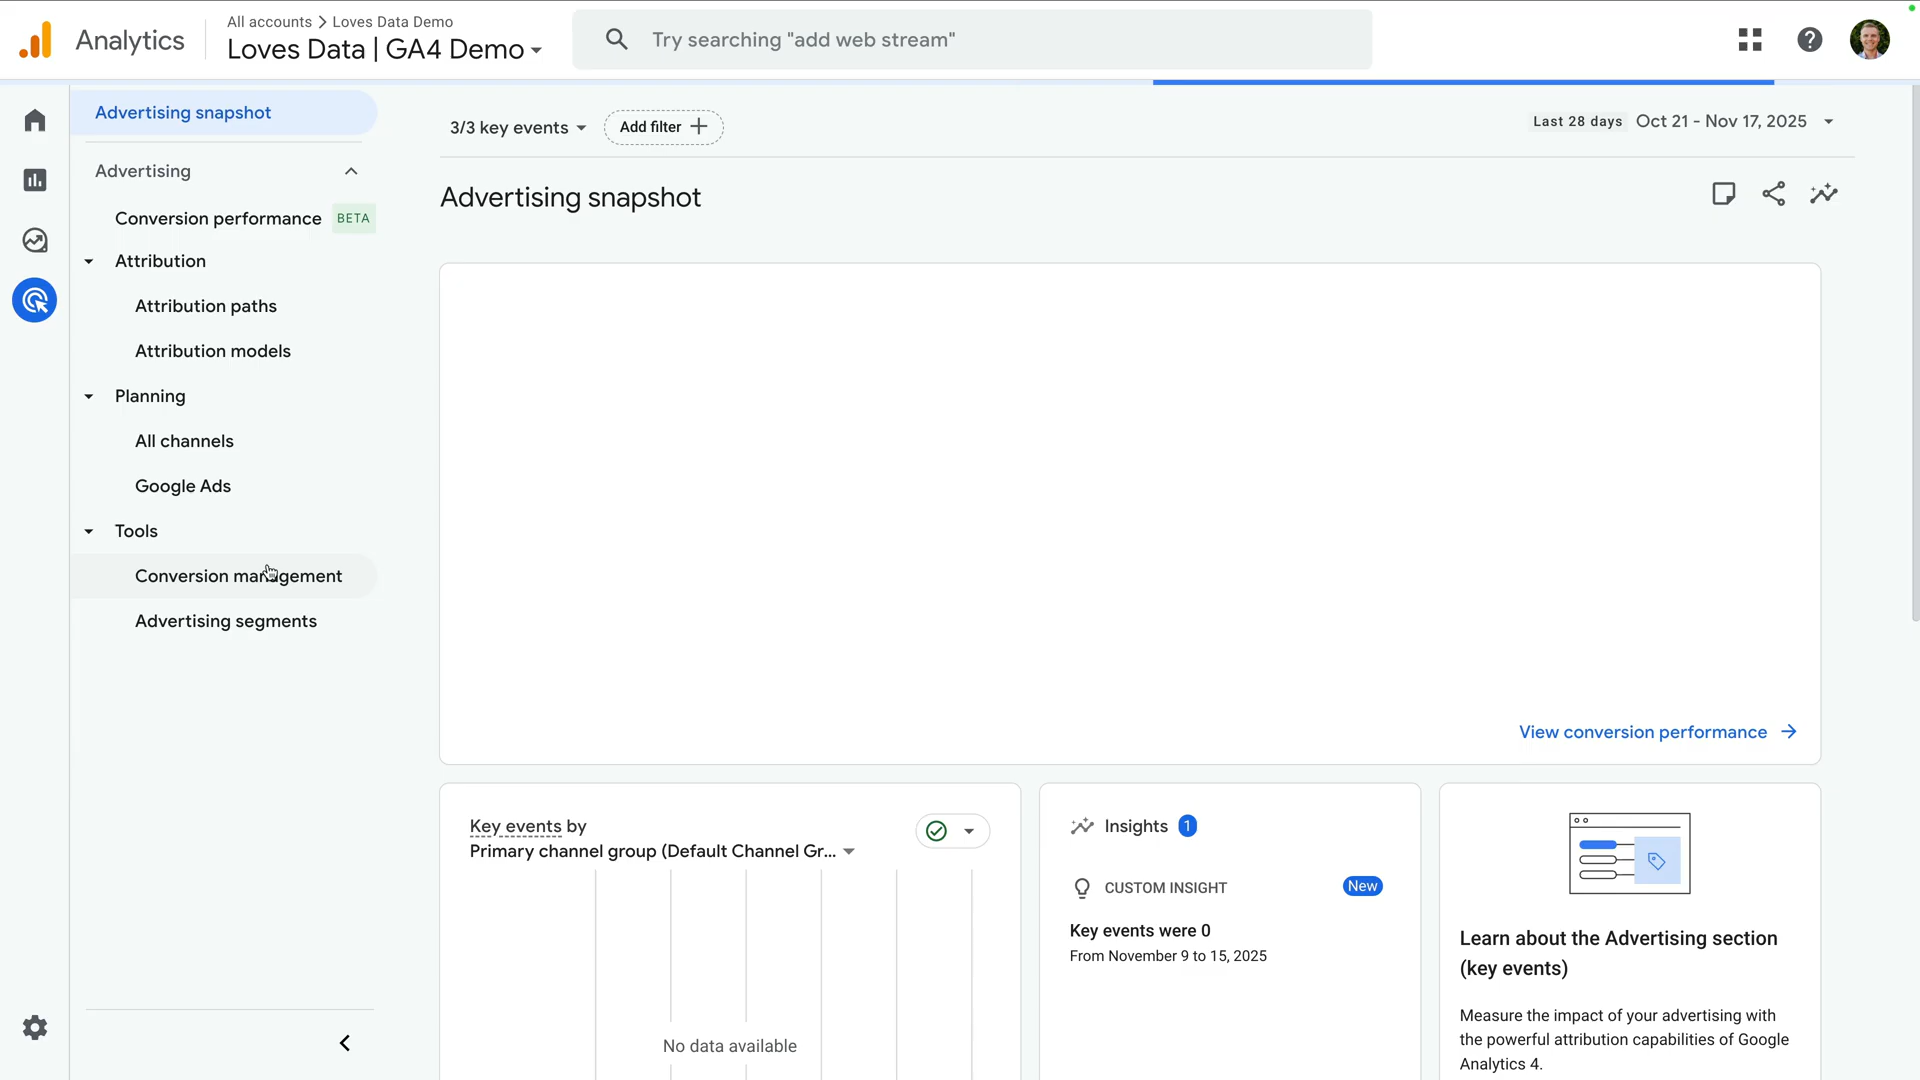 Analytics
All accounts > Loves Data Demo
Loves Data | GA4 Demo
Try searching "add web stream"
Advertising snapshot
Advertising
Conversion performance BETA
Attribution
Attribution paths
Attribution models
Planning
All channels
Google Ads
Tools
Conversion management
Advertising segments
3/3 key events
Add filter +
Last 28 days Oct 21 - Nov 17, 2025
Advertising snapshot
View conversion performance
Key events by
Primary channel group (Default Channel Gr...
No data available
Insights 1
CUSTOM INSIGHT New
Key events were 0
From November 9 to 15, 2025
Learn about the Advertising section
(key events)
Measure the impact of your advertising with
the powerful attribution capabilities of Google
Analytics 4.